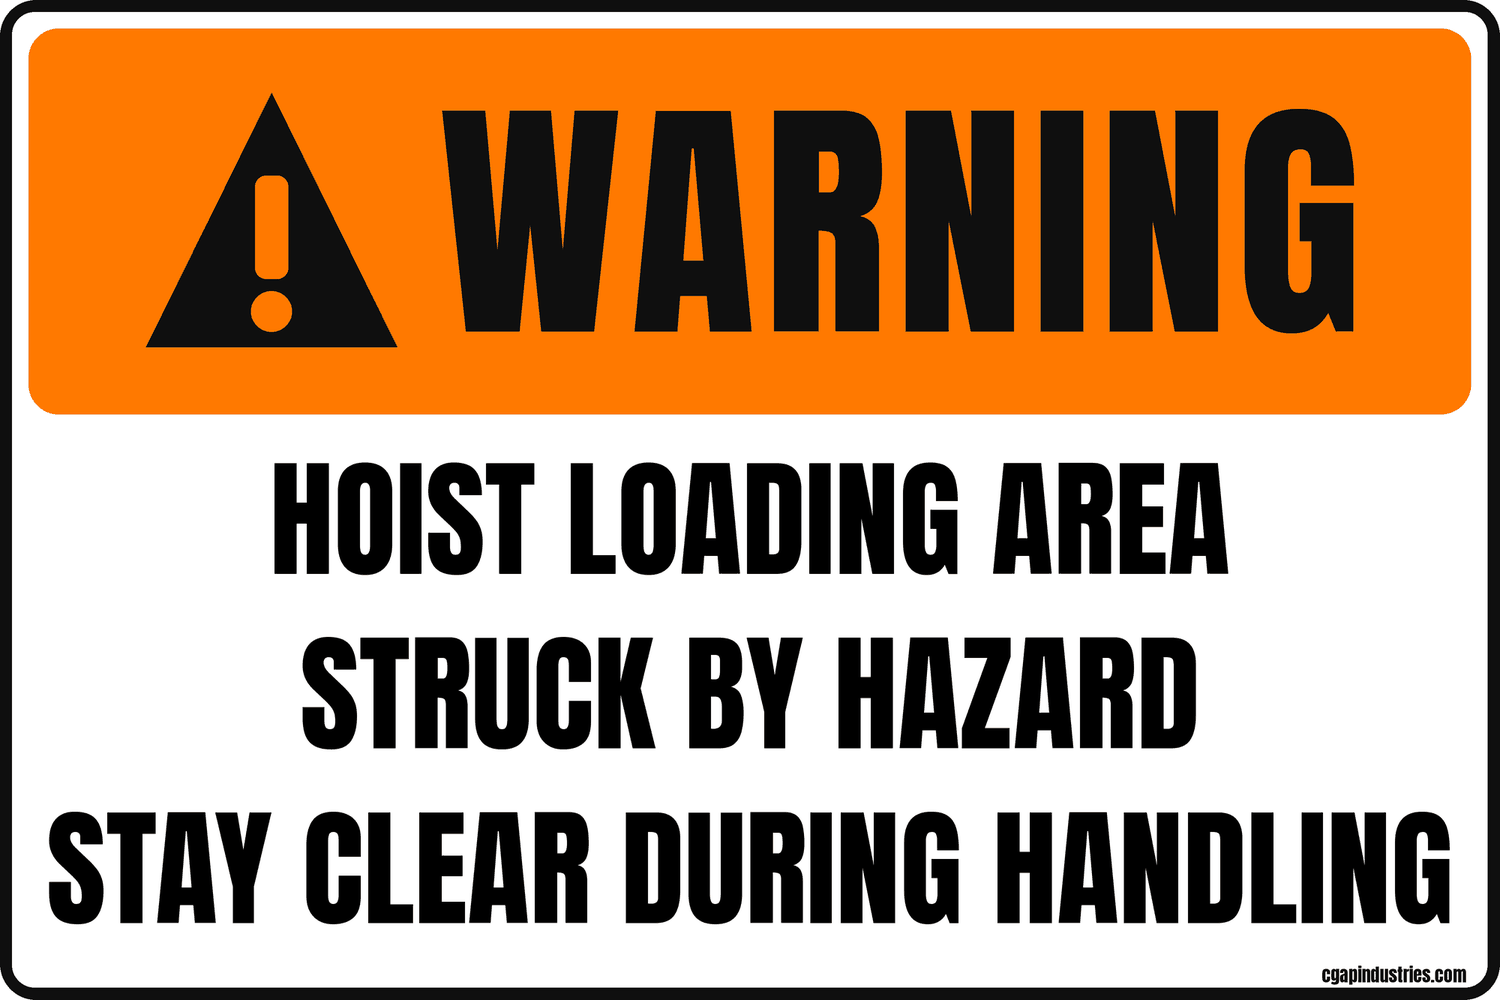 WARNING
HOIST LOADING AREA
STRUCK BY HAZARD
STAY CLEAR DURING HANDLING
cgapindustries.com